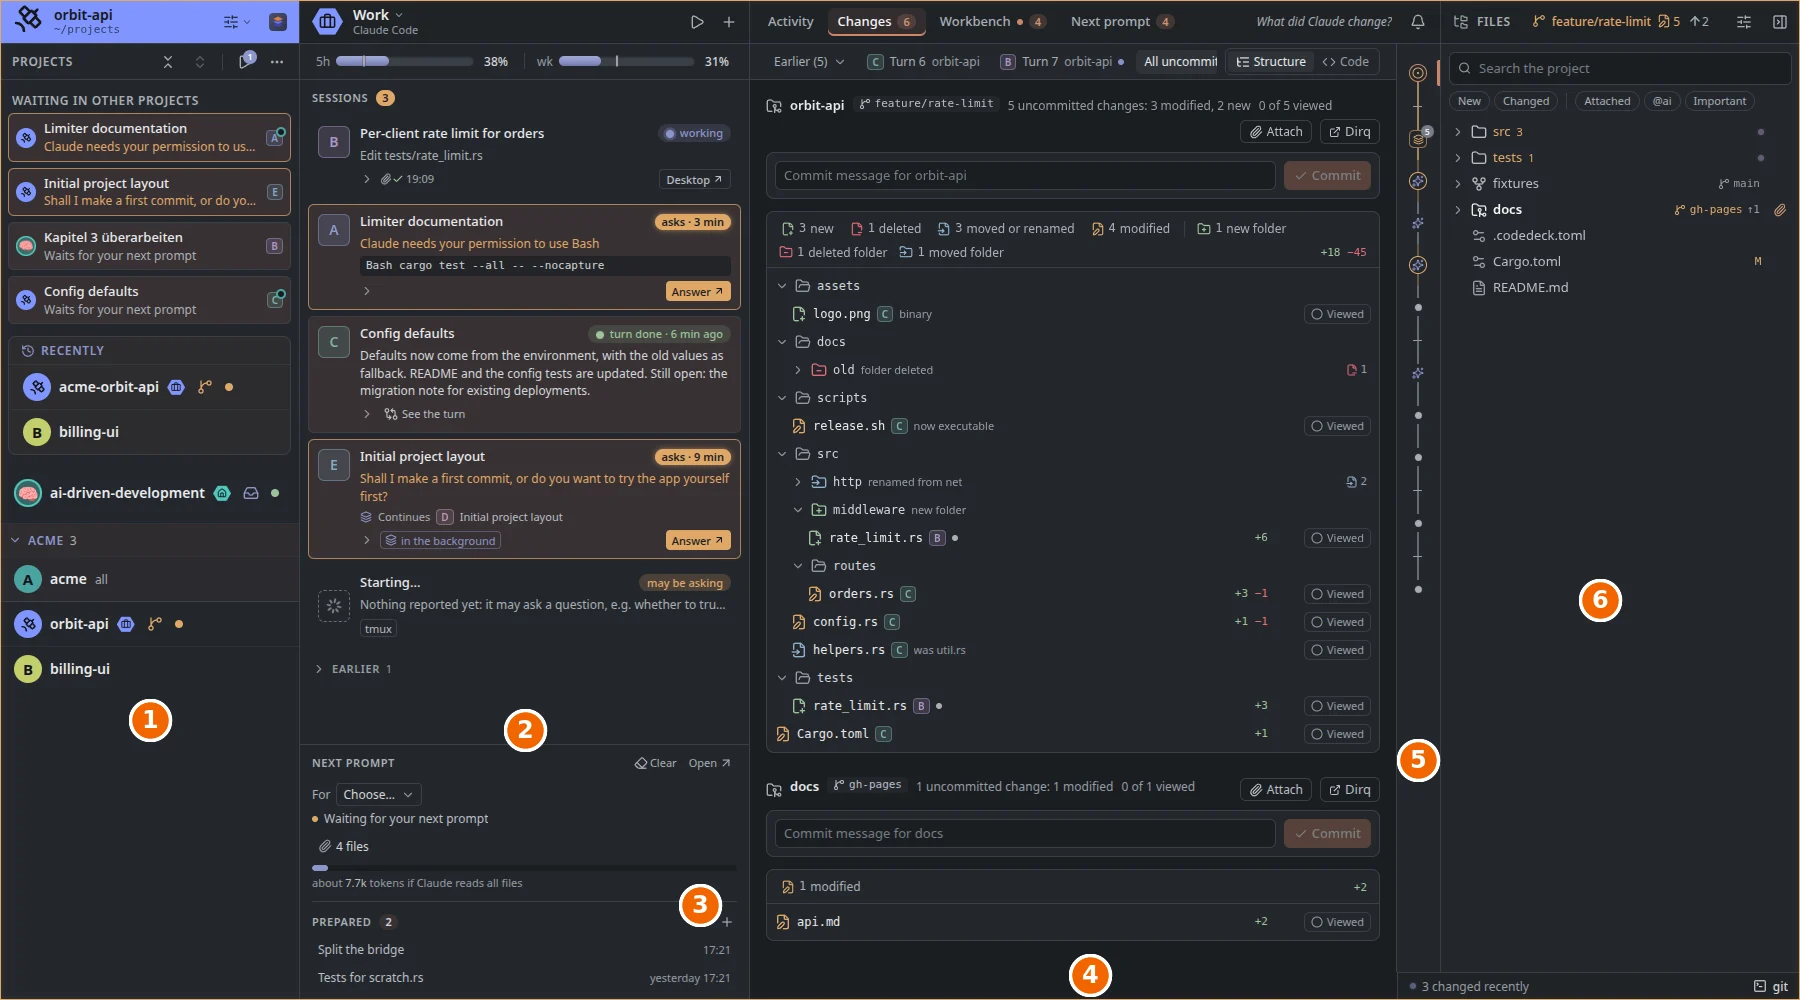 orbit-api
~/projects
PROJECTS
1
WAITING IN OTHER PROJECTS
Limiter documentation
Claude needs your permission to us...
A
Initial project layout
Shall I make a first commit, or do yo...
E
Kapitel 3 überarbeiten
Waits for your next prompt
B
Config defaults
Waits for your next prompt
C
RECENTLY
acme-orbit-api
B billing-ui
ai-driven-development
ACME 3
A acme all
orbit-api
B billing-ui
1
Work
Claude Code
5h 38% wk 31%
SESSIONS 3
B
Per-client rate limit for orders
working
Edit tests/rate_limit.rs
19:09
Desktop
A
Limiter documentation
asks · 3 min
Claude needs your permission to use Bash
Bash cargo test --all -- --nocapture
Answer
C
Config defaults
turn done · 6 min ago
Defaults now come from the environment, with the old values as
fallback. README and the config tests are updated. Still open: the
migration note for existing deployments.
See the turn
E
Initial project layout
asks · 9 min
Shall I make a first commit, or do you want to try the app yourself
first?
Continues D Initial project layout
in the background
Answer
Starting...
may be asking
Nothing reported yet: it may ask a question, e.g. whether to tru...
tmux
EARLIER 1
2
NEXT PROMPT
Clear
Open
For Choose...
Waiting for your next prompt
4 files
about 7.7k tokens if Claude reads all files
3
PREPARED 2
Split the bridge 17:21
Tests for scratch.rs yesterday 17:21
Activity
Changes 6
Workbench 4
Next prompt 4
What did Claude change?
Earlier (5)
C Turn 6 orbit-api
B Turn 7 orbit-api
All uncommit
Structure
Code
orbit-api feature/rate-limit 5 uncommitted changes: 3 modified, 2 new 0 of 5 viewed
Attach
Dirq
Commit message for orbit-api
Commit
3 new 1 deleted 3 moved or renamed 4 modified 1 new folder
1 deleted folder 1 moved folder +18 −45
assets
logo.png C binary Viewed
docs
old folder deleted 1
scripts
release.sh C now executable Viewed
src
http renamed from net 2
middleware new folder
rate_limit.rs B +6 Viewed
routes
orders.rs C +3 −1 Viewed
config.rs C +1 −1 Viewed
helpers.rs C was util.rs Viewed
tests
rate_limit.rs B +3 Viewed
Cargo.toml C +1 Viewed
docs gh-pages 1 uncommitted change: 1 modified 0 of 1 viewed
Attach
Dirq
Commit message for docs
Commit
1 modified +2
api.md +2 Viewed
4
5
5
FILES
feature/rate-limit 5 2
Search the project
New
Changed
Attached
@ai
Important
src 3
tests 1
fixtures main
docs gh-pages ↑1
.codedeck.toml
Cargo.toml M
README.md
6
3 changed recently
git